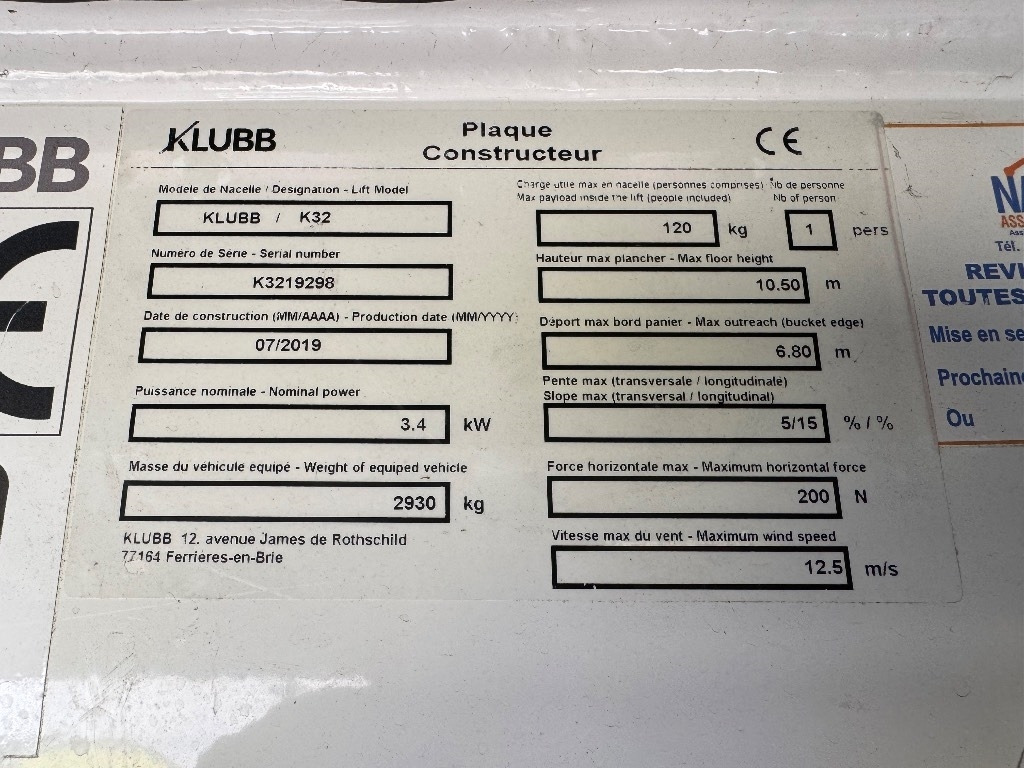 BB
KLUBB
Plaque
Constructeur
CE
Modele de Nacelle / Designation - Lift Model
KLUBB / K32
Numéro de Série - Serial number
K3219298
Date de construction (MM/AAAA) - Production date (MM/YYYY)
07/2019
Puissance nominale - Nominal power
3.4 kW
Masse du véhicule equipé - Weight of equiped vehicle
2930 kg
KLUBB 12. avenue James de Rothschild
77164 Ferrières-en-Brie
Charge utile max en nacelle (personnes comprises) Nb de personne
Max payload inside the lift (people included) Nb of person
120 kg 1 pers
Hauteur max plancher - Max floor height
10.50 m
Déport max bord panier - Max outreach (bucket edge)
6.80 m
Pente max (transversale / longitudinale)
Slope max (transversal / longitudinal)
5/15 % / %
Force horizontale max - Maximum horizontal force
200 N
Vitesse max du vent - Maximum wind speed
12.5 m/s
Tél.
REVI
TOUTES
Mise en se
Prochain
Ou